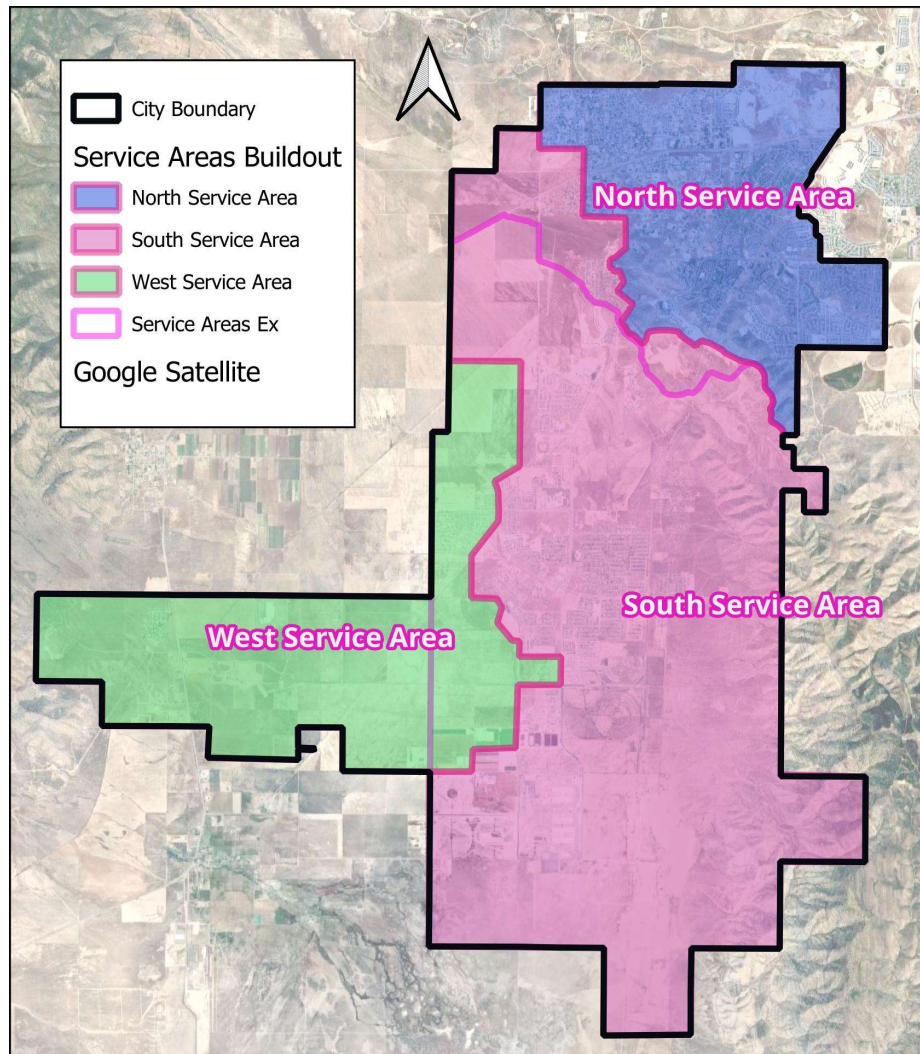 City Boundary
Service Areas Buildout
North Service Area
South Service Area
West Service Area
Service Areas Ex
Google Satellite
North Service Area
South Service Area
West Service Area